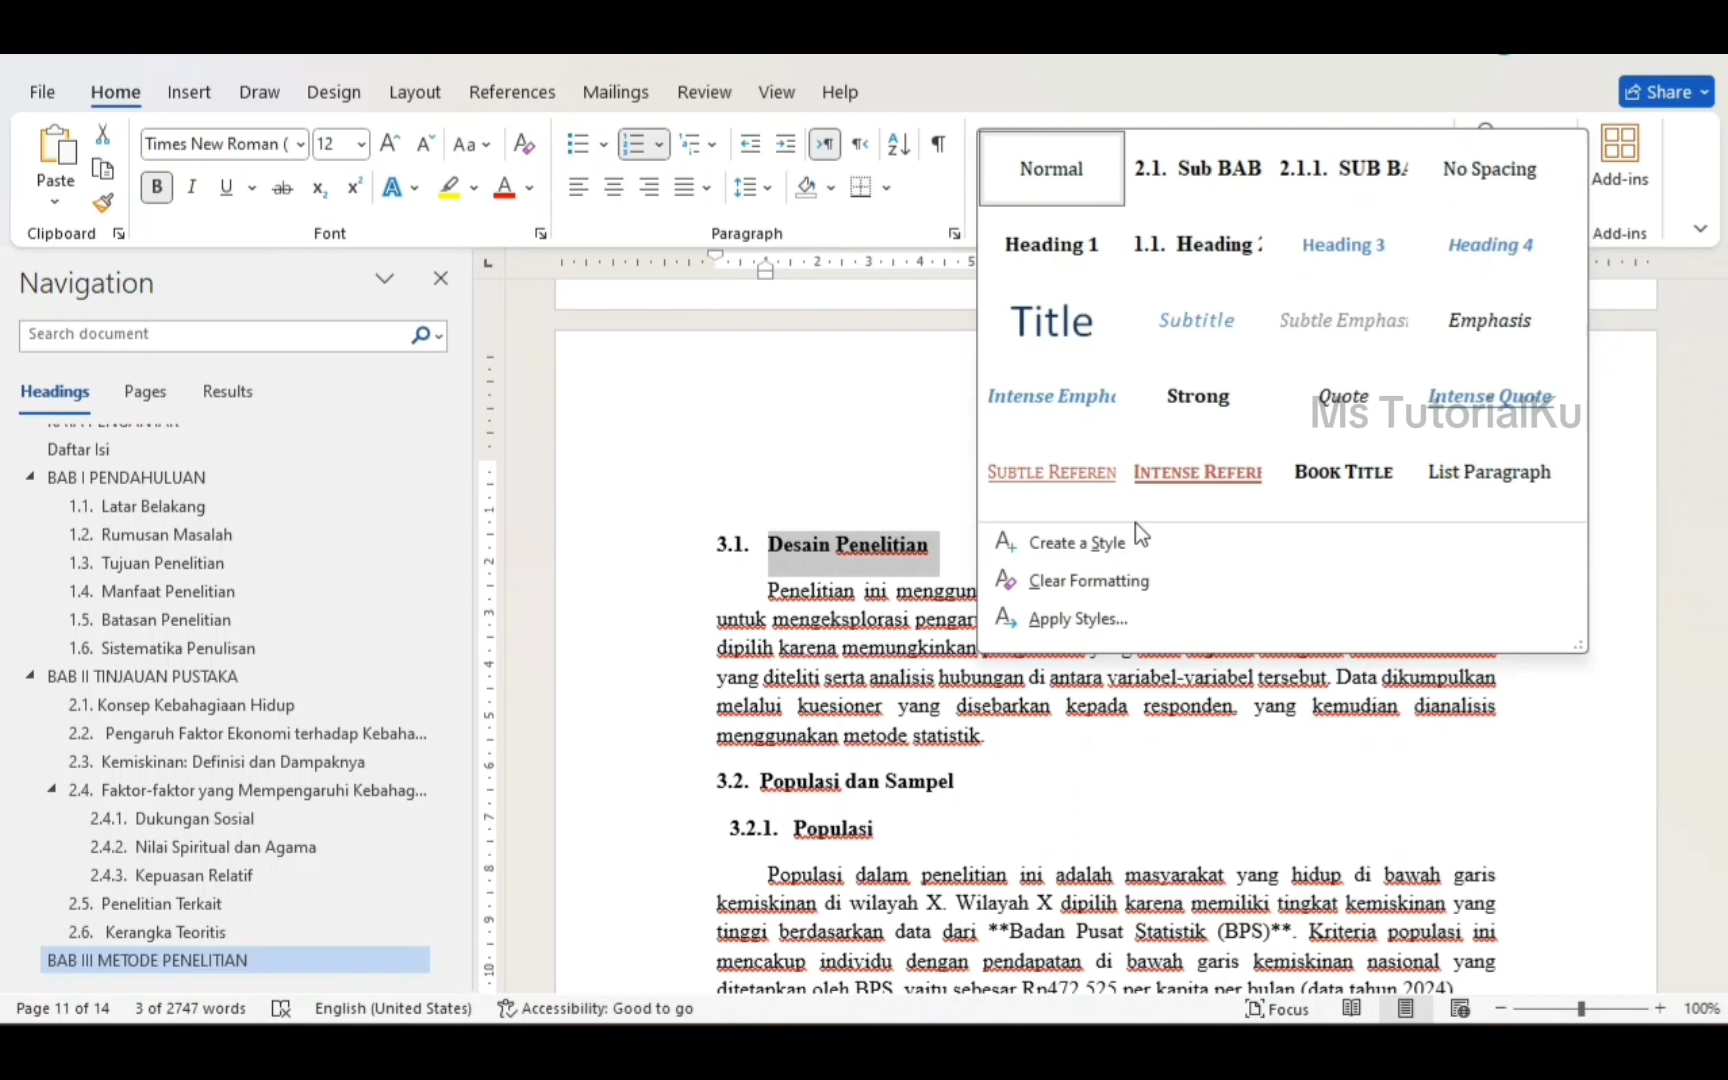 File Home Insert Draw Design Layout References Mailings Review View Help Share
Times New Roman ( 12
Paste
Clipboard Font Paragraph
Add-ins
Add-ins
Normal 2.1. Sub BAB 2.1.1. SUB BA No Spacing
Heading 1 1.1. Heading 2 Heading 3 Heading 4
Title Subtitle Subtle Emphasi Emphasis
Intense Empha Strong Quote Intense Quote
Ms TutorialKu
SUBTLE REFEREN INTENSE REFERE BOOK TITLE List Paragraph
Create a Style
Clear Formatting
Apply Styles...
Navigation
Search document
Headings Pages Results
Daftar Isi
BAB I PENDAHULUAN
1.1. Latar Belakang
1.2. Rumusan Masalah
1.3. Tujuan Penelitian
1.4. Manfaat Penelitian
1.5. Batasan Penelitian
1.6. Sistematika Penulisan
BAB II TINJAUAN PUSTAKA
2.1. Konsep Kebahagiaan Hidup
2.2. Pengaruh Faktor Ekonomi terhadap Kebaha...
2.3. Kemiskinan: Definisi dan Dampaknya
2.4. Faktor-faktor yang Mempengaruhi Kebahag...
2.4.1. Dukungan Sosial
2.4.2. Nilai Spiritual dan Agama
2.4.3. Kepuasan Relatif
2.5. Penelitian Terkait
2.6. Kerangka Teoritis
BAB III METODE PENELITIAN
3.1. Desain Penelitian
Penelitian ini menggun
untuk mengeksplorasi pengar
dipilih karena memungkinkan
yang diteliti serta analisis hubungan di antara variabel-variabel tersebut. Data dikumpulkan
melalui kuesioner yang disebarkan kepada responden, yang kemudian dianalisis
menggunakan metode statistik.
3.2. Populasi dan Sampel
3.2.1. Populasi
Populasi dalam penelitian ini adalah masyarakat yang hidup di bawah garis
kemiskinan di wilayah X. Wilayah X dipilih karena memiliki tingkat kemiskinan yang
tinggi berdasarkan data dari **Badan Pusat Statistik (BPS)**. Kriteria populasi ini
mencakup individu dengan pendapatan di bawah garis kemiskinan nasional yang
ditetapkan oleh BPS, yaitu sebesar Rp472.525 per kapita per bulan (data tahun 2024).
Page 11 of 14 3 of 2747 words English (United States) Accessibility: Good to go Focus 100%